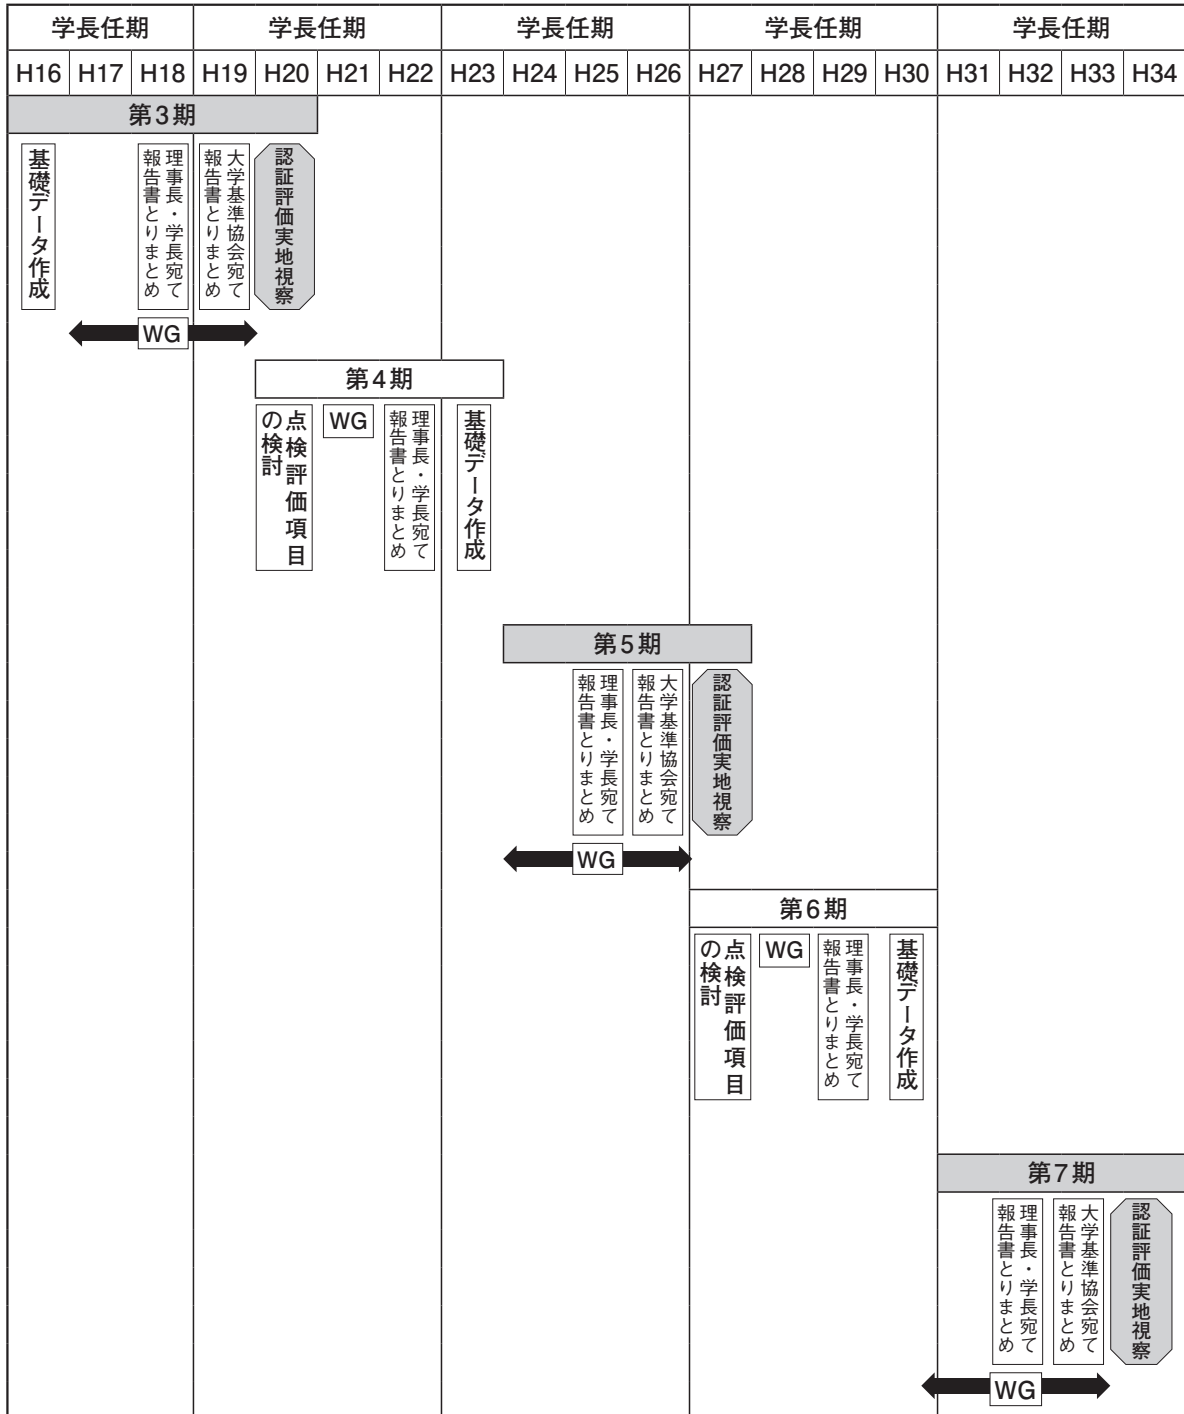 学長任期 学長任期 学長任期 学長任期 学長任期
H16 H17 H18 H19 H20 H21 H22 H23 H24 H25 H26 H27 H28 H29 H30 H31 H32 H33 H34
第3期
基礎データ作成
理事長・学長宛て
報告書とりまとめ
大学基準協会宛て
報告書とりまとめ
認証評価実地視察
WG
第4期
点検評価項目
の検討
WG
理事長・学長宛て
報告書とりまとめ
基礎データ作成
第5期
理事長・学長宛て
報告書とりまとめ
大学基準協会宛て
報告書とりまとめ
認証評価実地視察
WG
第6期
点検評価項目
の検討
WG
理事長・学長宛て
報告書とりまとめ
基礎データ作成
第7期
理事長・学長宛て
報告書とりまとめ
大学基準協会宛て
報告書とりまとめ
認証評価実地視察
WG